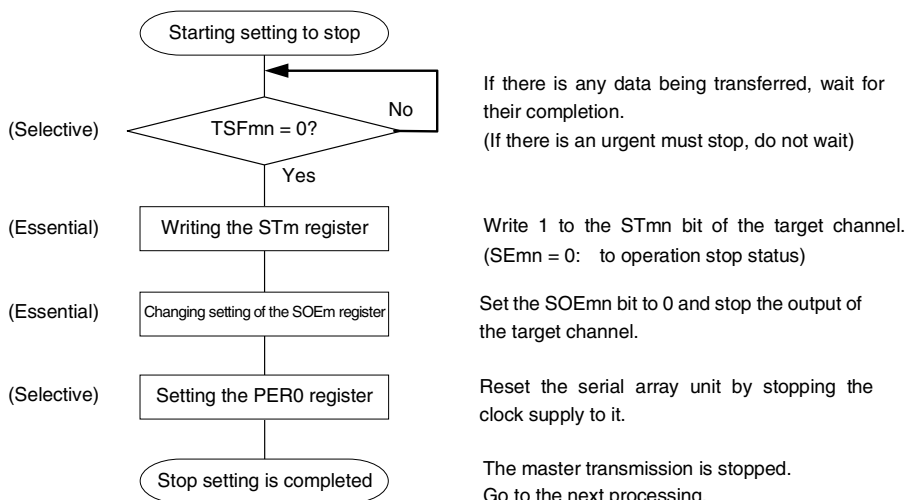 Starting setting to stop
No
If there is any data being transferred, wait for
their completion.
(If there is an urgent must stop, do not wait)
(Selective)
TSFmn = 0?
Yes
(Essential)
Writing the STm register
Write 1 to the STmn bit of the target channel.
(SEmn = 0: to operation stop status)
(Essential)
Changing setting of the SOEm register
Set the SOEmn bit to 0 and stop the output of
the target channel.
(Selective)
Setting the PER0 register
Reset the serial array unit by stopping the
clock supply to it.
Stop setting is completed
The master transmission is stopped.
Go to the next processing